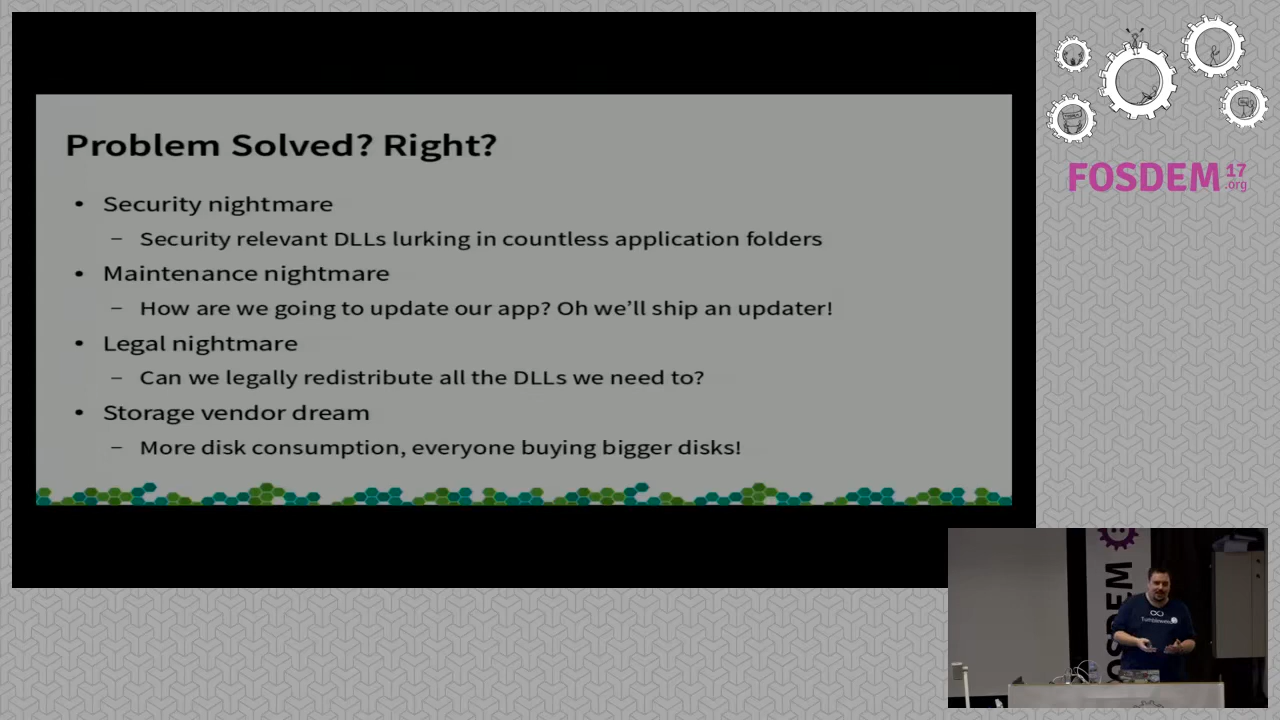 Problem Solved? Right?
• Security nightmare
– Security relevant DLLs lurking in countless application folders
• Maintenance nightmare
– How are we going to update our app? Oh we’ll ship an updater!
• Legal nightmare
– Can we legally redistribute all the DLLs we need to?
• Storage vendor dream
– More disk consumption, everyone buying bigger disks!
FOSDEM 17
.org
OSDEM
Tumbleweed